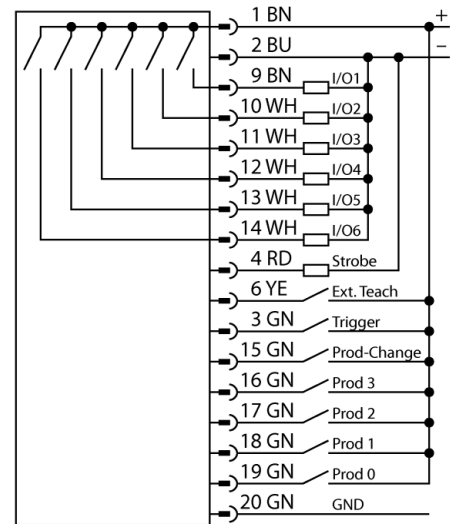 1 BN +
2 BU −
9 BN I/O1
10 WH I/O2
11 WH I/O3
12 WH I/O4
13 WH I/O5
14 WH I/O6
4 RD Strobe
6 YE Ext. Teach
3 GN Trigger
15 GN Prod-Change
16 GN Prod 3
17 GN Prod 2
18 GN Prod 1
19 GN Prod 0
20 GN GND